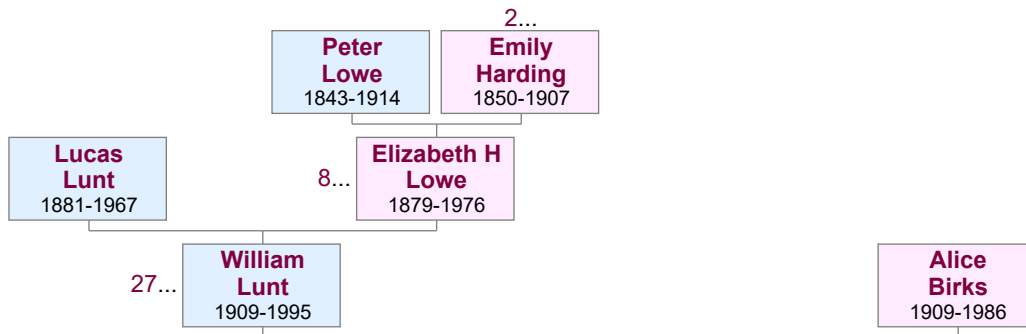 2...
Peter
Lowe
1843-1914
Emily
Harding
1850-1907
Lucas
Lunt
1881-1967
8...
Elizabeth H
Lowe
1879-1976
27...
William
Lunt
1909-1995
Alice
Birks
1909-1986